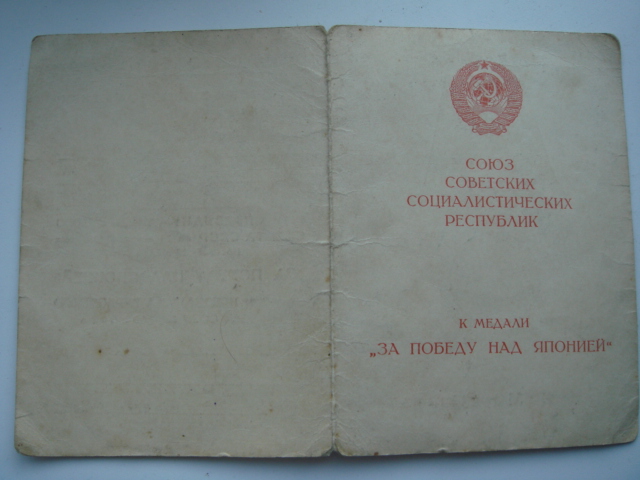 СОЮЗ
СОВЕТСКИХ
СОЦИАЛИСТИЧЕСКИХ
РЕСПУБЛИК
К МЕДАЛИ
„ЗА ПОБЕДУ НАД ЯПОНИЕЙ“